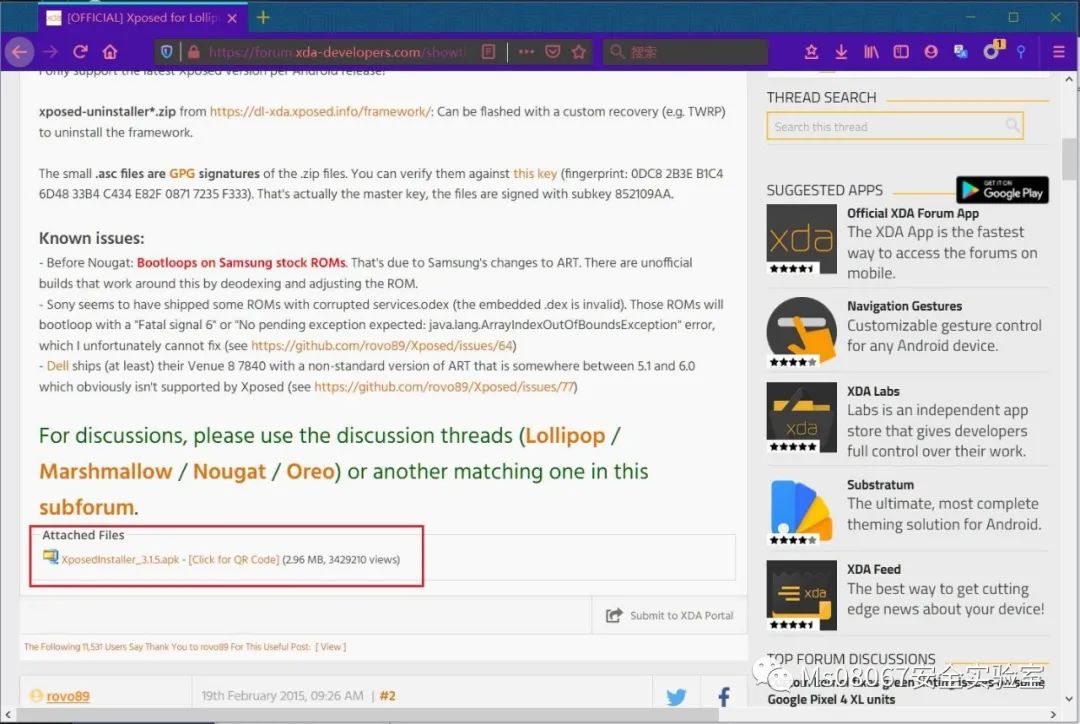 [OFFICIAL] Xposed for Lollip
https://forum.xda-developers.com/showt
搜索
1
I only support the latest Xposed version per Android release!
xposed-uninstaller*.zip from https://dl-xda.xposed.info/framework/: Can be flashed with a custom recovery (e.g. TWRP)
to uninstall the framework.
The small .asc files are GPG signatures of the .zip files. You can verify them against this key (fingerprint: 0DC8 2B3E B1C4
6D48 33B4 C434 E82F 0871 7235 F333). That's actually the master key, the files are signed with subkey 852109AA.
Known issues:
- Before Nougat: Bootloops on Samsung stock ROMs. That's due to Samsung's changes to ART. There are unofficial
builds that work around this by deodexing and adjusting the ROM.
- Sony seems to have shipped some ROMs with corrupted services.odex (the embedded .dex is invalid). Those ROMs will
bootloop with a "Fatal signal 6" or "No pending exception expected: java.lang.ArrayIndexOutOfBoundsException" error,
which I unfortunately cannot fix (see https://github.com/rovo89/Xposed/issues/64)
- Dell ships (at least) their Venue 8 7840 with a non-standard version of ART that is somewhere between 5.1 and 6.0
which obviously isn't supported by Xposed (see https://github.com/rovo89/Xposed/issues/77)
For discussions, please use the discussion threads (Lollipop /
Marshmallow / Nougat / Oreo) or another matching one in this
subforum.
Attached Files
XposedInstaller_3.1.5.apk - [Click for QR Code] (2.96 MB, 3429210 views)
Submit to XDA Portal
The Following 11,531 Users Say Thank You to rovo89 For This Useful Post: [ View ]
rovo89
19th February 2015, 09:26 AM | #2
THREAD SEARCH
Search this thread
SUGGESTED APPS
GET IT ON
Google Play
Official XDA Forum App
The XDA App is the fastest
way to access the forums on
mobile.
xda
Navigation Gestures
Customizable gesture control
for any Android device.
XDA Labs
Labs is an independent app
store that gives developers
full control over their work.
xda
Substratum
The ultimate, most complete
theming solution for Android.
XDA Feed
The best way to get cutting
edge news about your device!
xda
TOP FORUM DISCUSSIONS
Google Pixel 4 XL units
Ms08067安全实验室